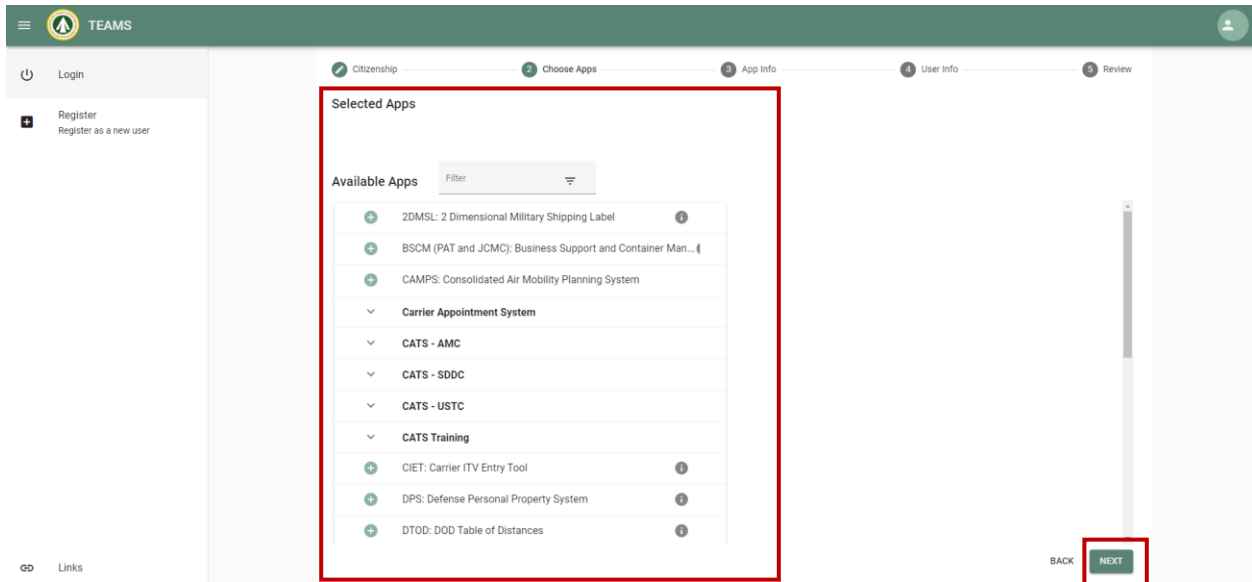 TEAMS
Login
Register
Register as a new user
Links
Citizenship
2 Choose Apps
3 App Info
4 User Info
5 Review
Selected Apps
Available Apps Filter
2DMSL: 2 Dimensional Military Shipping Label
BSCM (PAT and JCMC): Business Support and Container Man...
CAMPS: Consolidated Air Mobility Planning System
Carrier Appointment System
CATS - AMC
CATS - SDDC
CATS - USTC
CATS Training
CIET: Carrier ITV Entry Tool
DPS: Defense Personal Property System
DTOD: DOD Table of Distances
BACK NEXT